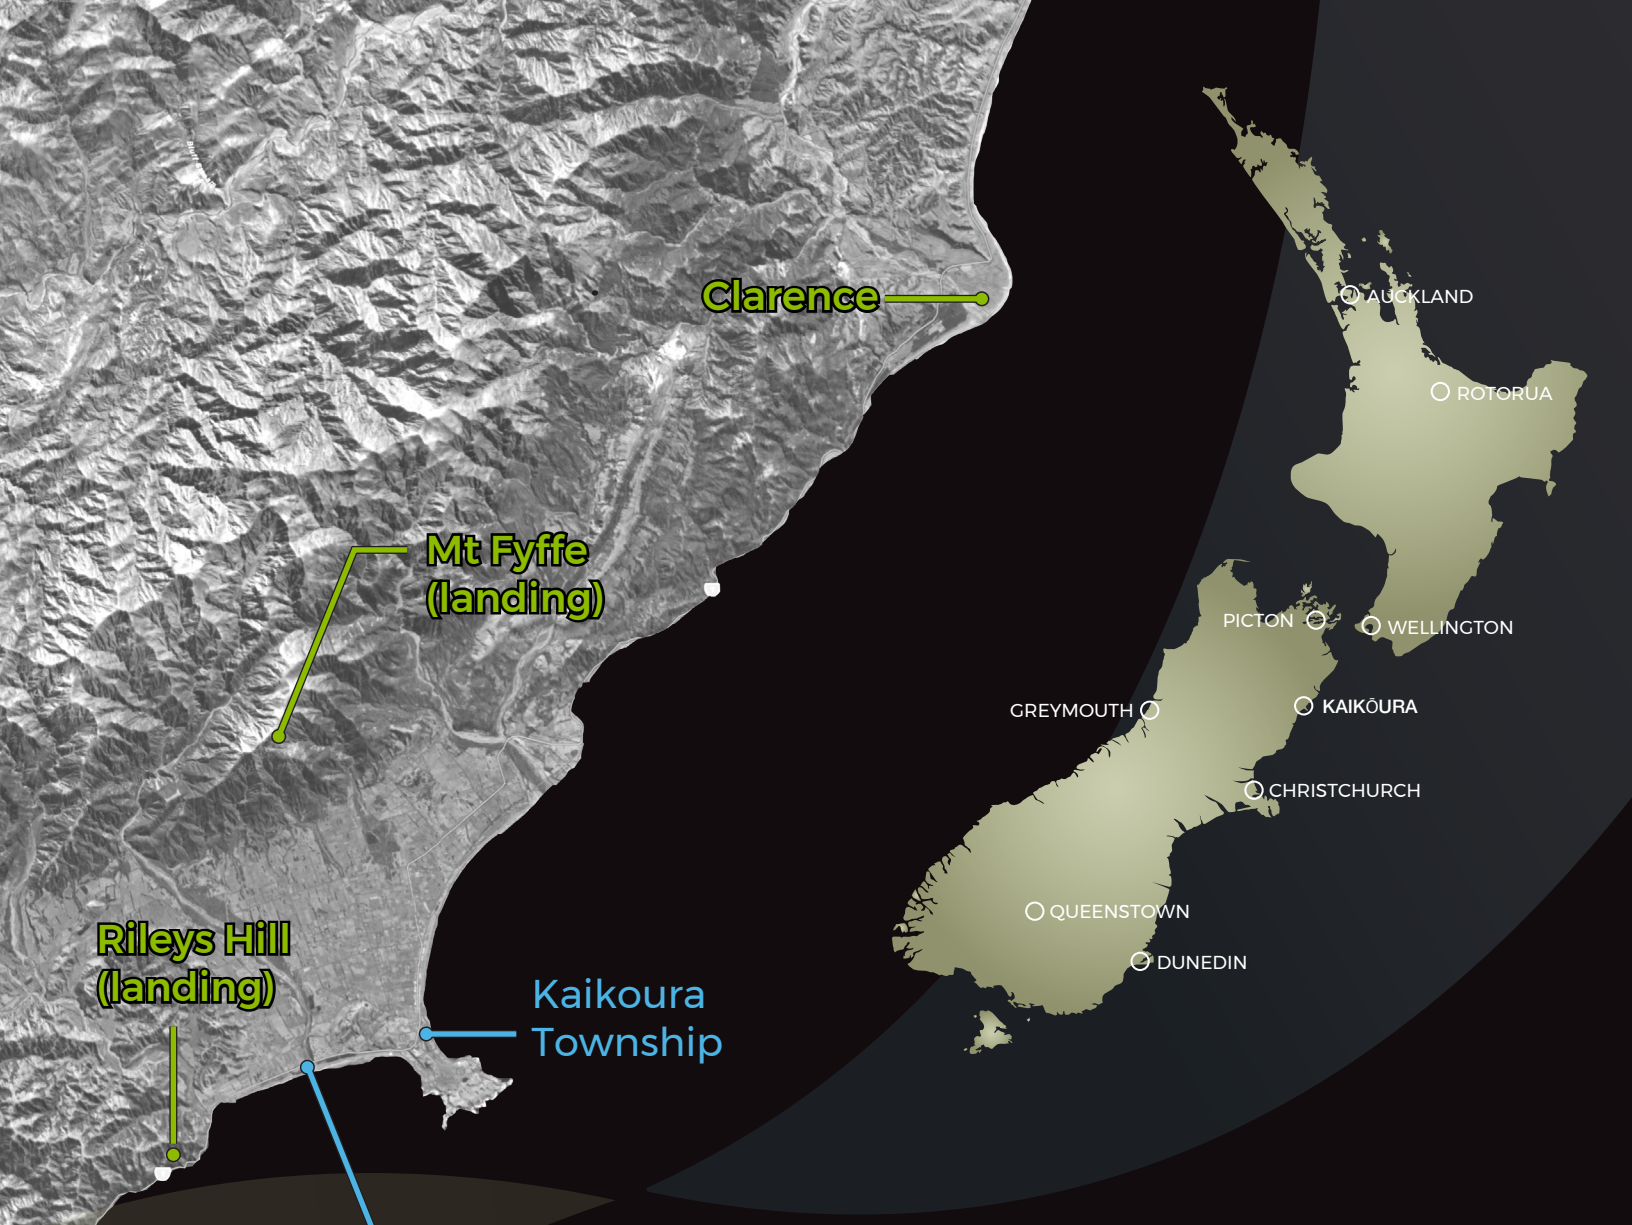 Clarence
Mt Fyffe
(landing)
Rileys Hill
(landing)
Kaikoura
Township
AUCKLAND
ROTORUA
PICTON
WELLINGTON
GREYMOUTH
KAIKŌURA
CHRISTCHURCH
QUEENSTOWN
DUNEDIN